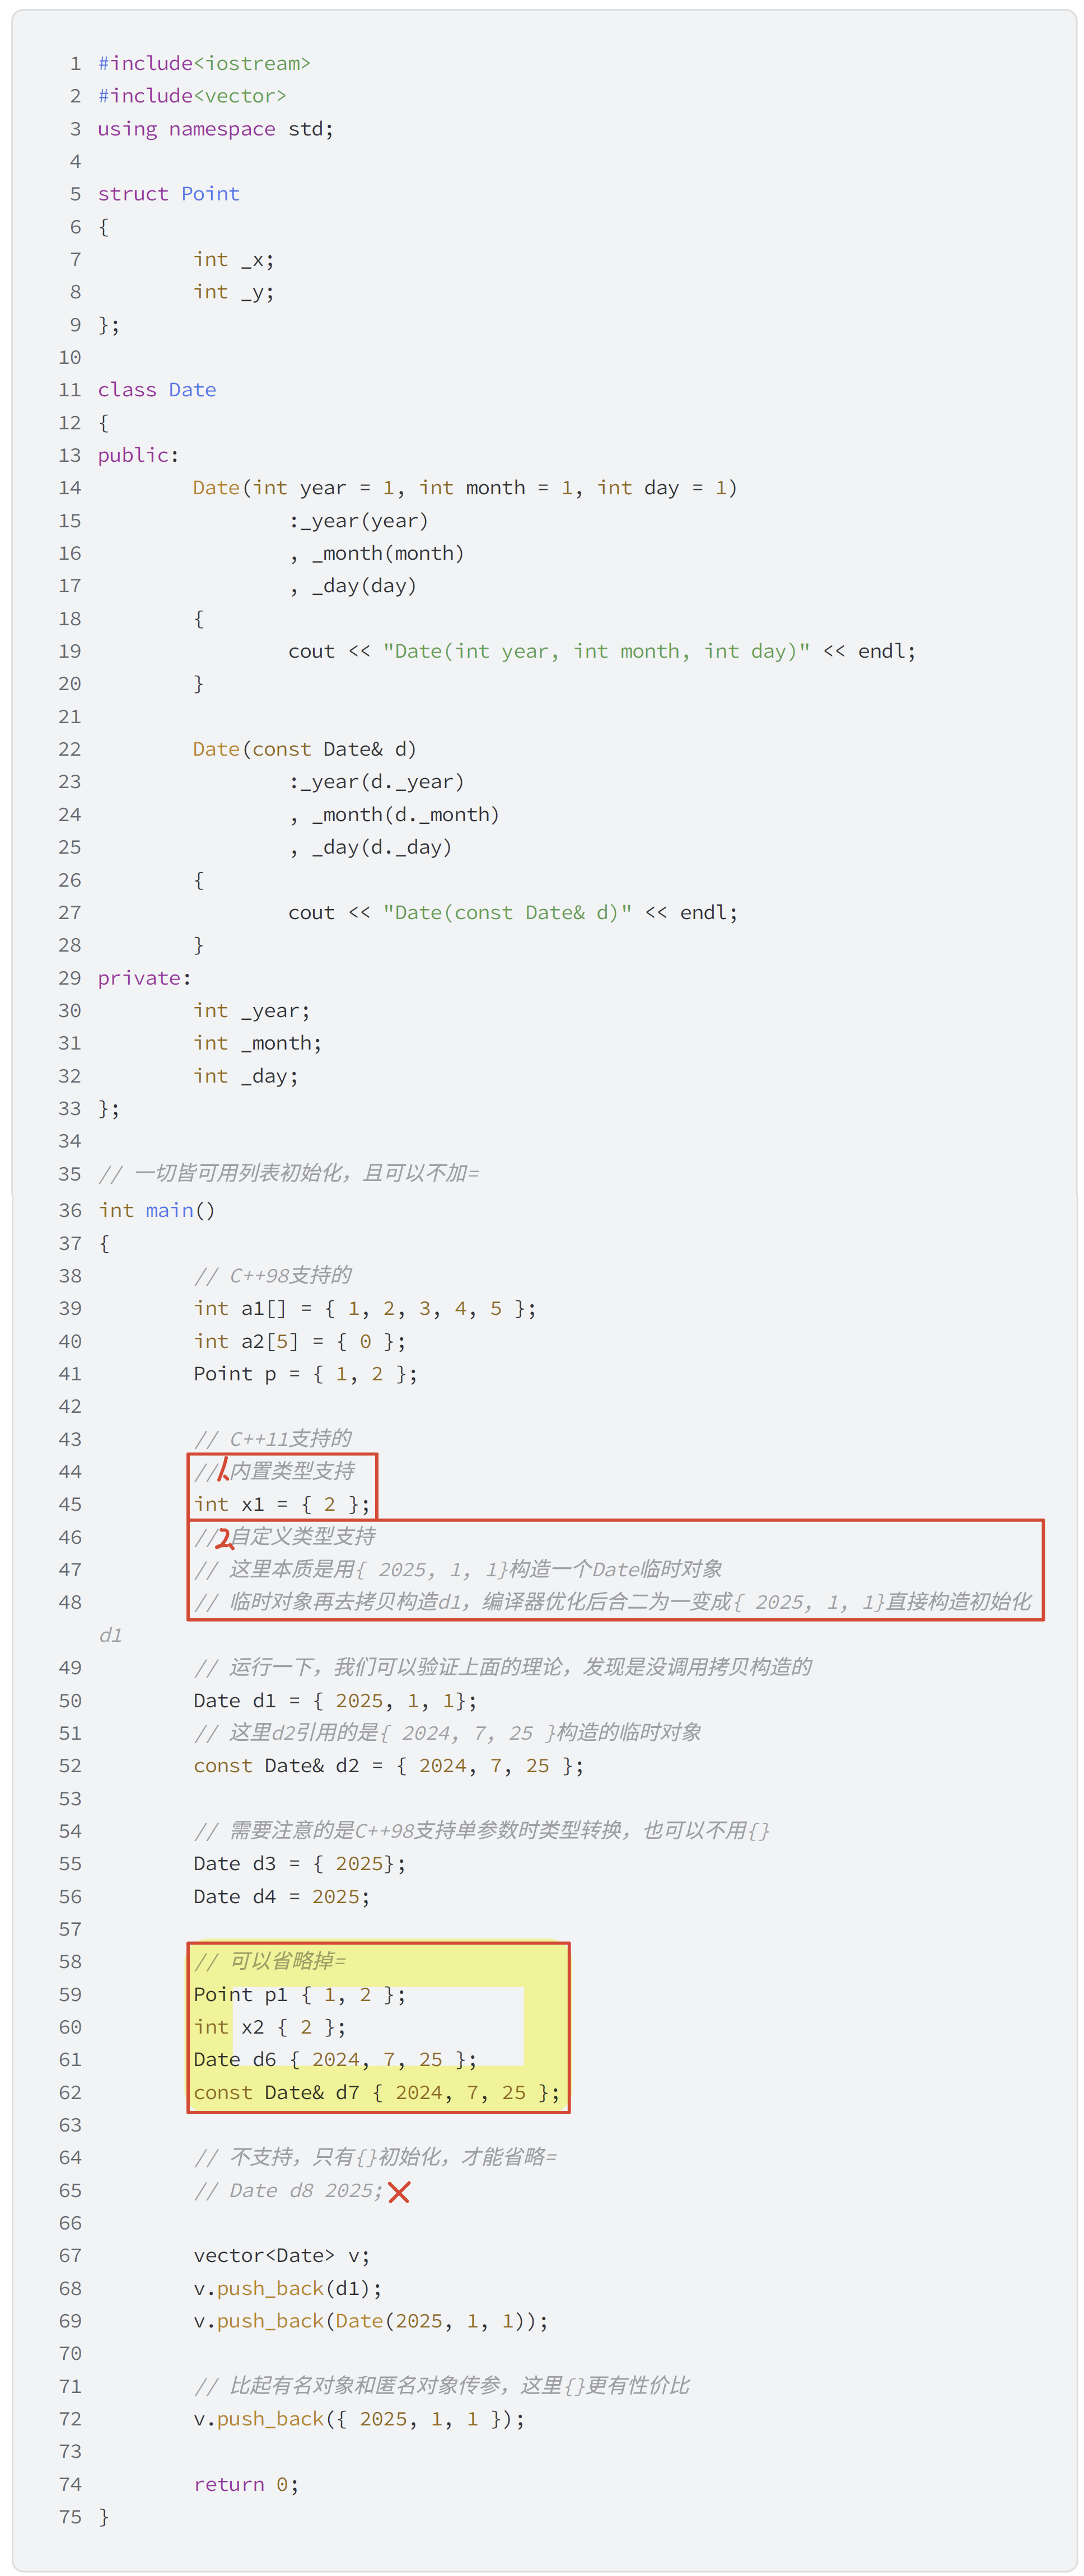 1 #include<iostream>
2 #include<vector>
3 using namespace std;
4
5 struct Point
6 {
7 int _x;
8 int _y;
9 };
10
11 class Date
12 {
13 public:
14 Date(int year = 1, int month = 1, int day = 1)
15 :_year(year)
16 , _month(month)
17 , _day(day)
18 {
19 cout << "Date(int year, int month, int day)" << endl;
20 }
21
22 Date(const Date& d)
23 :_year(d._year)
24 , _month(d._month)
25 , _day(d._day)
26 {
27 cout << "Date(const Date& d)" << endl;
28 }
29 private:
30 int _year;
31 int _month;
32 int _day;
33 };
34
35 // 一切皆可用列表初始化，且可以不加=
36 int main()
37 {
38 // C++98支持的
39 int a1[] = { 1, 2, 3, 4, 5 };
40 int a2[5] = { 0 };
41 Point p = { 1, 2 };
42
43 // C++11支持的
44 // 1.内置类型支持
45 int x1 = { 2 };
46 // 2.自定义类型支持
47 // 这里本质是用{ 2025, 1, 1}构造一个Date临时对象
48 // 临时对象再去拷贝构造d1，编译器优化后合二为一变成{ 2025, 1, 1}直接构造初始化
d1
49 // 运行一下，我们可以验证上面的理论，发现是没调用拷贝构造的
50 Date d1 = { 2025, 1, 1};
51 // 这里d2引用的是{ 2024, 7, 25 }构造的临时对象
52 const Date& d2 = { 2024, 7, 25 };
53
54 // 需要注意的是C++98支持单参数时类型转换，也可以不用{}
55 Date d3 = { 2025};
56 Date d4 = 2025;
57
58 // 可以省略掉=
59 Point p1 { 1, 2 };
60 int x2 { 2 };
61 Date d6 { 2024, 7, 25 };
62 const Date& d7 { 2024, 7, 25 };
63
64 // 不支持，只有{}初始化，才能省略=
65 // Date d8 2025;
66
67 vector<Date> v;
68 v.push_back(d1);
69 v.push_back(Date(2025, 1, 1));
70
71 // 比起有名对象和匿名对象传参，这里{}更有性价比
72 v.push_back({ 2025, 1, 1 });
73
74 return 0;
75 }